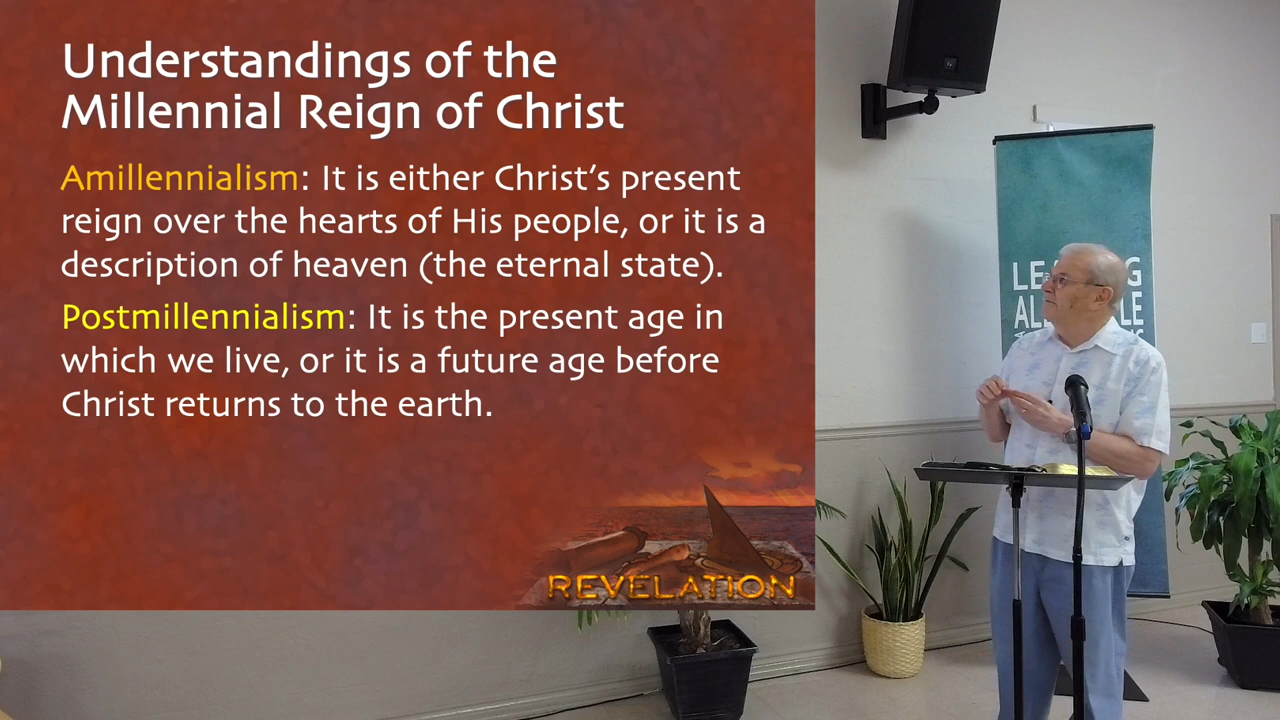 Understandings of the
Millennial Reign of Christ
Amillennialism: It is either Christ’s present
reign over the hearts of His people, or it is a
description of heaven (the eternal state).
Postmillennialism: It is the present age in
which we live, or it is a future age before
Christ returns to the earth.
REVELATION